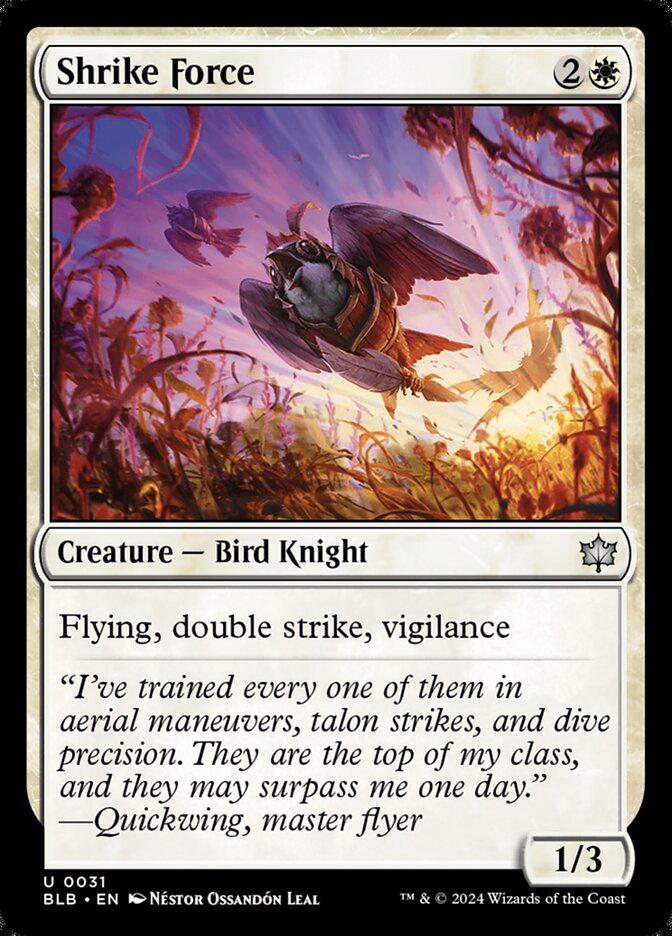 Shrike Force 2
Creature — Bird Knight
Flying, double strike, vigilance
“I’ve trained every one of them in
aerial maneuvers, talon strikes, and dive
precision. They are the top of my class,
and they may surpass me one day.”
—Quickwing, master flyer
1/3
U 0031
BLB • EN Néstor Ossandón Leal ™ & © 2024 Wizards of the Coast